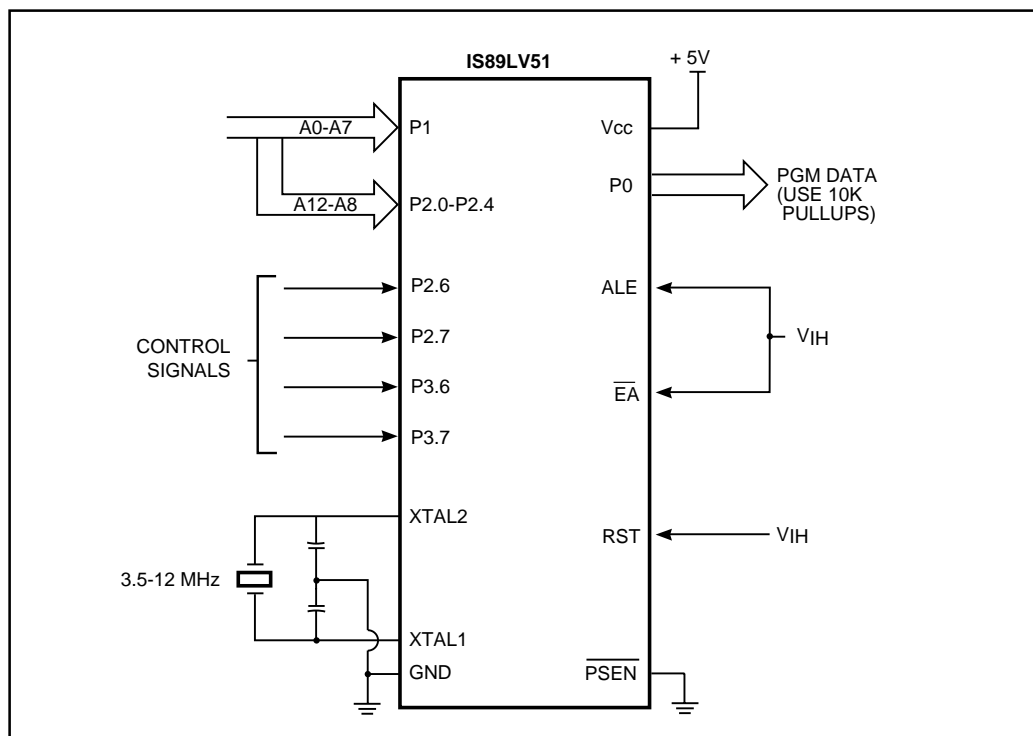 IS89LV51
+ 5V
A0-A7
P1
Vcc
P0
PGM DATA
(USE 10K
PULLUPS)
A12-A8
P2.0-P2.4
P2.6
ALE
P2.7
VIH
CONTROL
SIGNALS
P3.6
EA
P3.7
XTAL2
RST
VIH
3.5-12 MHz
XTAL1
GND
PSEN